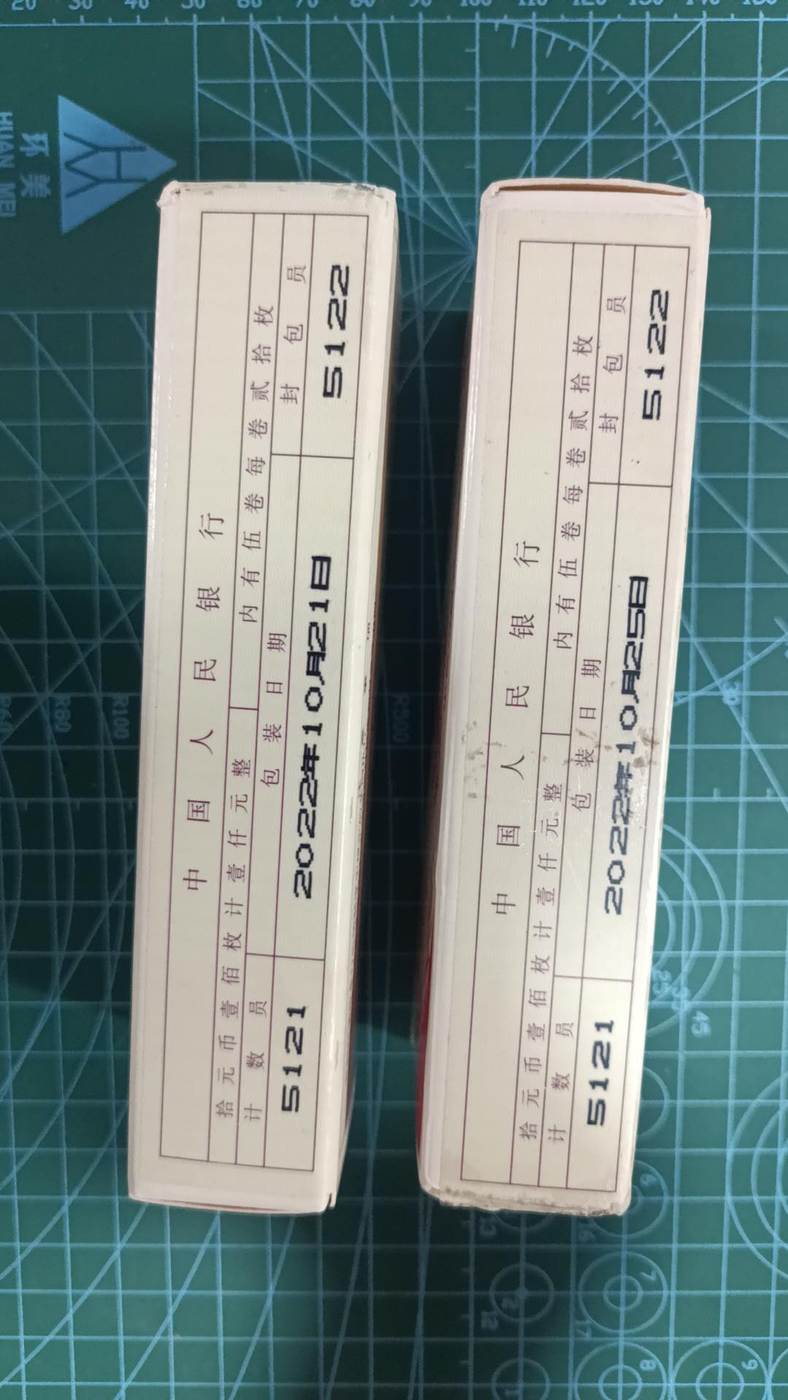 中国人民银行
拾元币壹佰枚计壹仟元整 内有伍卷每卷贰拾枚
计数员 包装日期 封包员
5121 2022年10月21日 5122
中国人民银行
拾元币壹佰枚计壹仟元整 内有伍卷每卷贰拾枚
计数员 包装日期 封包员
5121 2022年10月25日 5122
环美
HUAN MEI